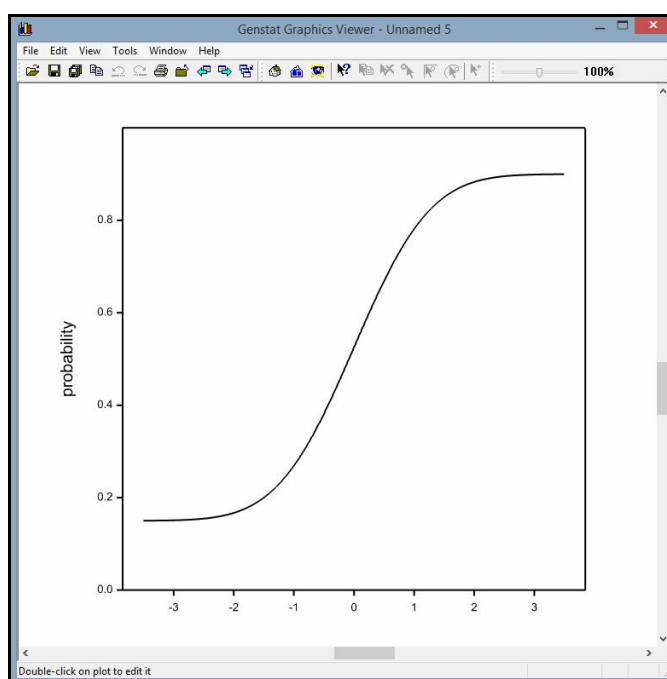 Genstat Graphics Viewer - Unnamed 5
File Edit View Tools Window Help
100%
0.8
0.6
probability
0.4
0.2
0.0
-3 -2 -1 0 1 2 3
Double-click on plot to edit it